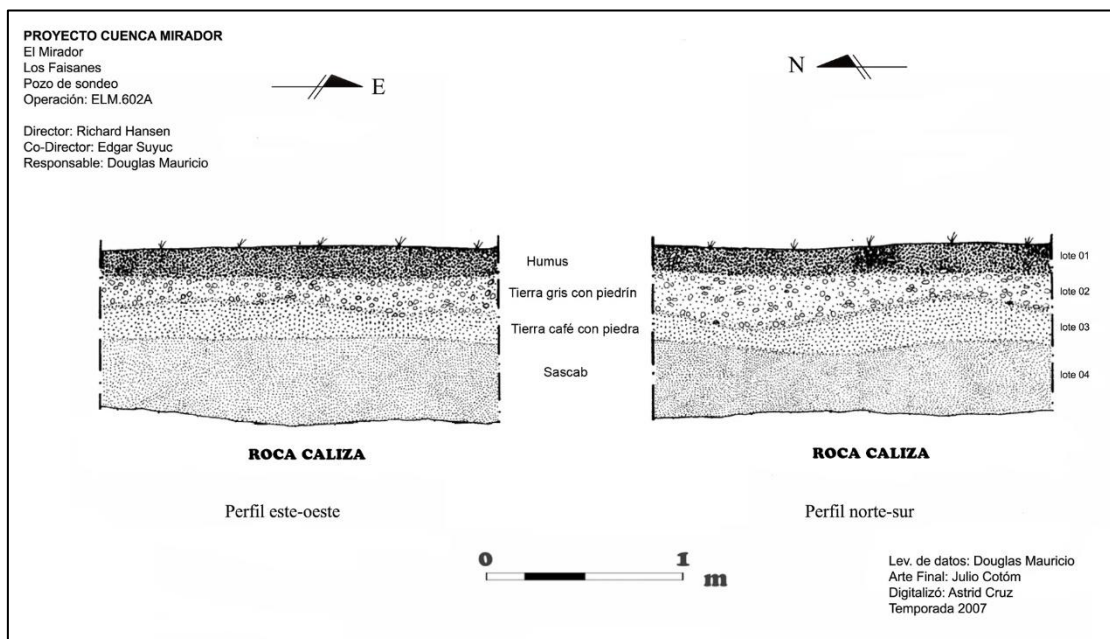 PROYECTO CUENCA MIRADOR
El Mirador
Los Faisanes
Pozo de sondeo
Operación: ELM.602A
Director: Richard Hansen
Co-Director: Edgar Suyuc
Responsable: Douglas Mauricio
E
N
Humus
lote 01
Tierra gris con piedrín
lote 02
Tierra café con piedra
lote 03
Sascab
lote 04
ROCA CALIZA
ROCA CALIZA
Perfil este-oeste
Perfil norte-sur
0 1
m
Lev. de datos: Douglas Mauricio
Arte Final: Julio Cotóm
Digitalizó: Astrid Cruz
Temporada 2007